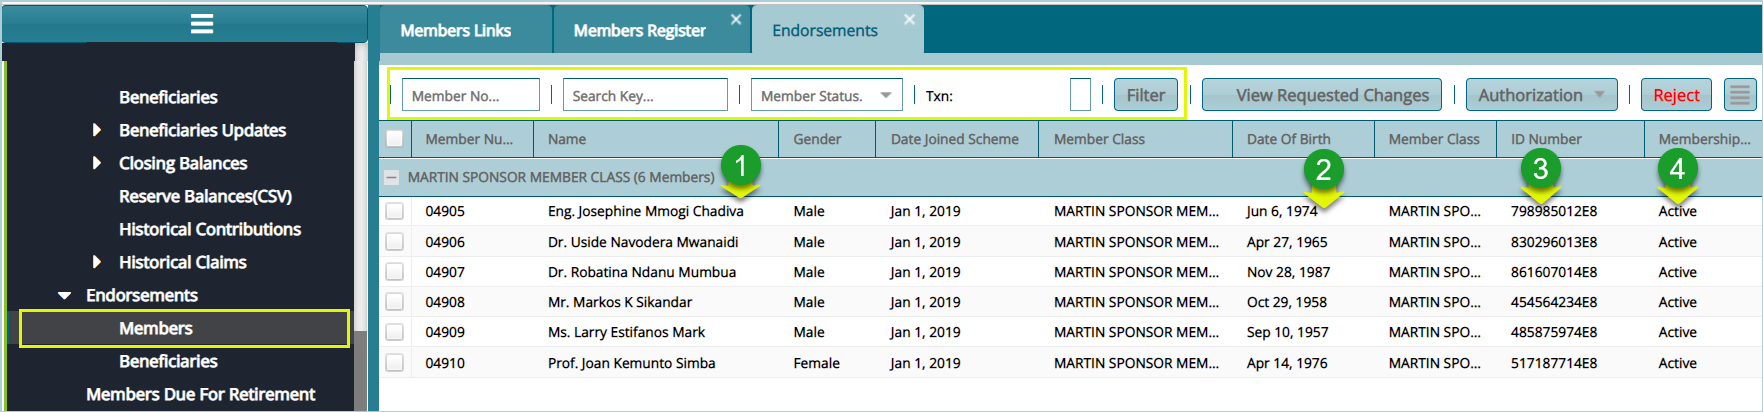 Members Links
Members Register
Endorsements
Beneficiaries
Beneficiaries Updates
Closing Balances
Reserve Balances(CSV)
Historical Contributions
Historical Claims
Endorsements
Members
Beneficiaries
Members Due For Retirement
Member No... Search Key... Member Status. Txn: Filter View Requested Changes Authorization Reject
Member Nu... Name Gender Date Joined Scheme Member Class Date Of Birth Member Class ID Number Membership...
1 2 3 4
MARTIN SPONSOR MEMBER CLASS (6 Members)
04905 Eng. Josephine Mmogi Chadiva Male Jan 1, 2019 MARTIN SPONSOR MEM... Jun 6, 1974 MARTIN SPO... 798985012E8 Active
04906 Dr. Uside Navodera Mwanaidi Male Jan 1, 2019 MARTIN SPONSOR MEM... Apr 27, 1965 MARTIN SPO... 830296013E8 Active
04907 Dr. Robatina Ndanu Mumbua Male Jan 1, 2019 MARTIN SPONSOR MEM... Nov 28, 1987 MARTIN SPO... 861607014E8 Active
04908 Mr. Markos K Sikandar Male Jan 1, 2019 MARTIN SPONSOR MEM... Oct 29, 1958 MARTIN SPO... 454564234E8 Active
04909 Ms. Larry Estifanos Mark Male Jan 1, 2019 MARTIN SPONSOR MEM... Sep 10, 1957 MARTIN SPO... 485875974E8 Active
04910 Prof. Joan Kemunto Simba Female Jan 1, 2019 MARTIN SPONSOR MEM... Apr 14, 1976 MARTIN SPO... 517187714E8 Active